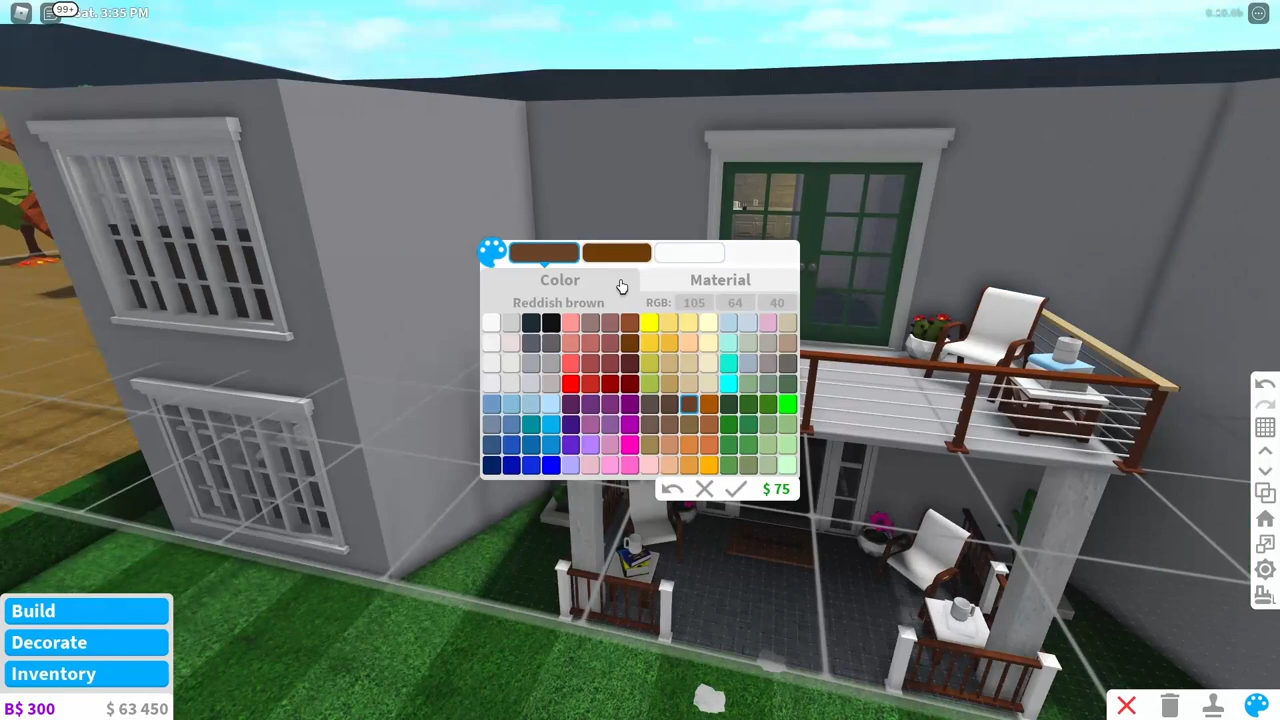 99+
at. 3:35 PM
Color
Material
Reddish brown
RGB: 105 64 40
$ 75
Build
Decorate
Inventory
B$ 300
$ 63 450